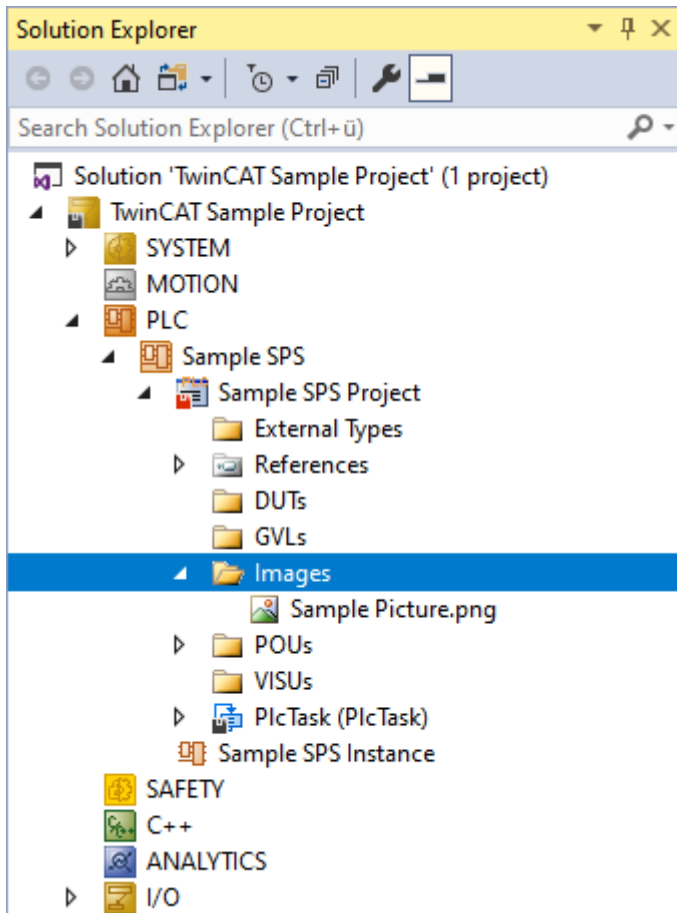 Solution Explorer
Search Solution Explorer (Ctrl+ü)
Solution 'TwinCAT Sample Project' (1 project)
TwinCAT Sample Project
SYSTEM
MOTION
PLC
Sample SPS
Sample SPS Project
External Types
References
DUTs
GVLs
Images
Sample Picture.png
POUs
VISUs
PlcTask (PlcTask)
Sample SPS Instance
SAFETY
C++
ANALYTICS
I/O